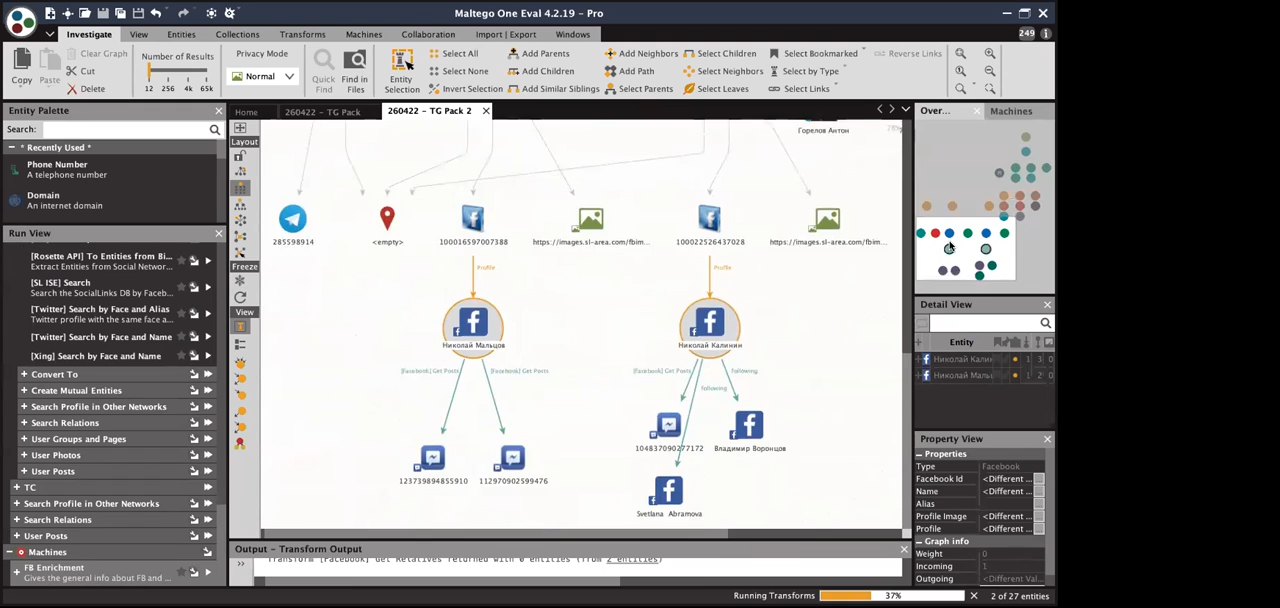 Maltego One Eval 4.2.19 - Pro
Investigate View Entities Collections Transforms Machines Collaboration Import | Export Windows
249
Copy
Paste
Clear Graph
Cut
Delete
Number of Results
12 256 4k 65k
Privacy Mode
Normal
Quick Find
Find in Files
Entity Selection
Select All
Select None
Invert Selection
Add Parents
Add Children
Add Similar Siblings
Add Neighbors
Add Path
Select Parents
Select Children
Select Neighbors
Select Leaves
Select Bookmarked
Select by Type
Select Links
Reverse Links
Entity Palette
Search:
* Recently Used *
Phone Number
A telephone number
Domain
An internet domain
Run View
[Rosette API] To Entities from Bi...
Extract Entities from Social Networ...
[SL ISE] Search
Search the SocialLinks DB by Faceb...
[Twitter] Search by Face and Alias
Twitter profile with the same face a...
[Twitter] Search by Face and Name
[Xing] Search by Face and Name
+ Convert To
+ Create Mutual Entities
+ Search Profile in Other Networks
+ Search Relations
+ User Groups and Pages
+ User Photos
+ User Posts
+ TC
+ Search Profile in Other Networks
+ Search Relations
+ User Posts
Machines
FB Enrichment
Gives the general info about FB and ...
Home
260422 - TG Pack
260422 - TG Pack 2
Layout
Freeze
View
Горелов Антон
285598914
<empty>
100016597007388
https://images.sl-area.com/fbim...
100022526437028
https://images.sl-area.com/fbim...
Profile
Profile
Николай Мальцов
Николай Калинин
[Facebook] Get Posts
[Facebook] Get Posts
[Facebook] Get Posts
Following
Following
123739894855910
112970902599476
104837090277172
Владимир Воронцов
Svetlana Abramova
Output - Transform Output
Transform [Facebook] Get Relatives returned with 0 entities (from 2 entities)
Over...
Machines
Detail View
Entity
Николай Кали
1 3 0
Николай Маль
1 2 0
Property View
Properties
Type Facebook
Facebook Id <Different ...
Name <Different ...
Alias
Profile Image <Different ...
Profile <Different ...
Graph info
Weight 0
Incoming 1
Outgoing <Different Val...
Running Transforms 37%
2 of 27 entities